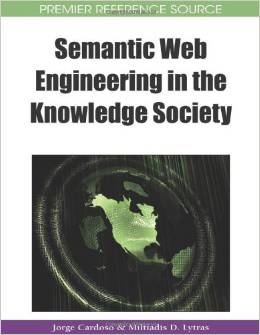 PREMIER REFERENCE SOURCE
Semantic Web
Engineering in the
Knowledge Society
Jorge Cardoso & Miltiadis D. Lytras